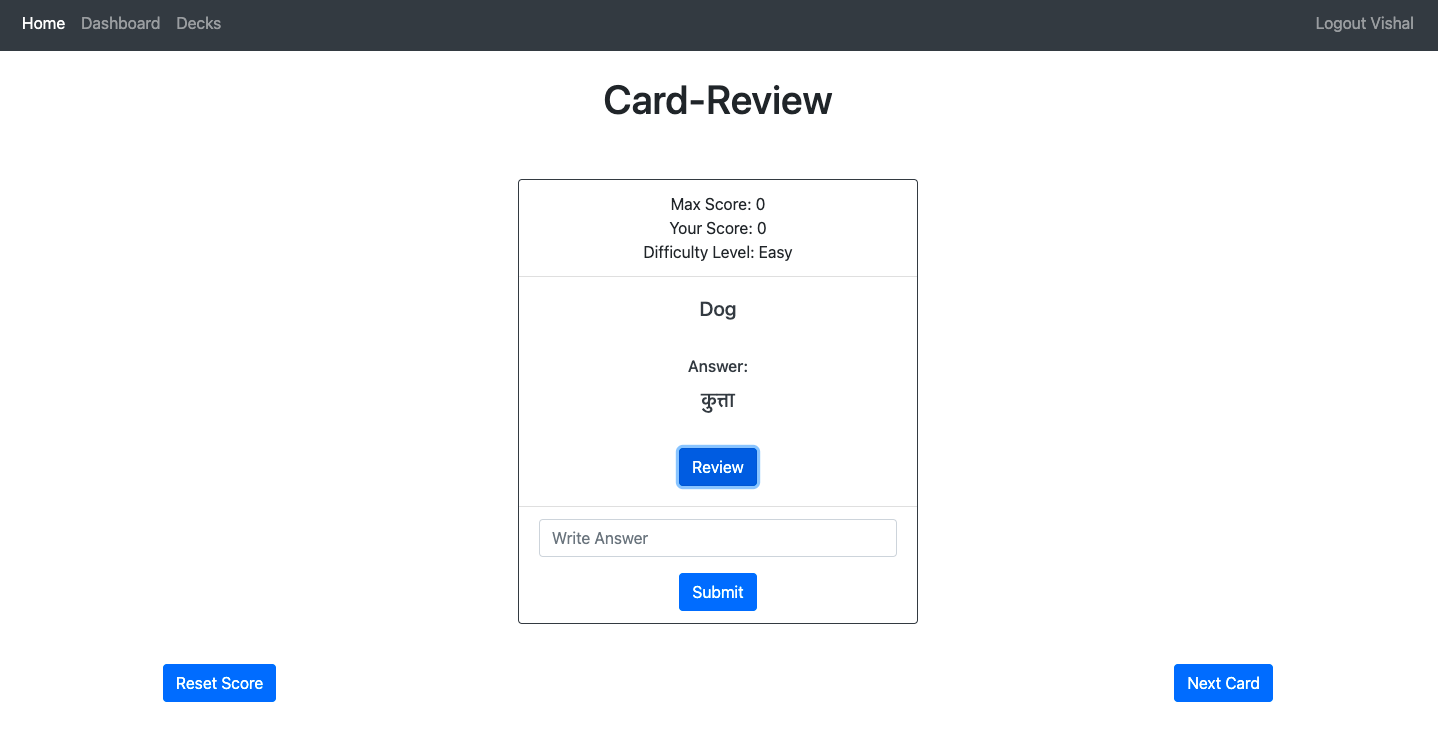 Home Dashboard Decks Logout Vishal
Card-Review
Max Score: 0
Your Score: 0
Difficulty Level: Easy
Dog
Answer:
कुत्ता
Review
Write Answer
Submit
Reset Score Next Card